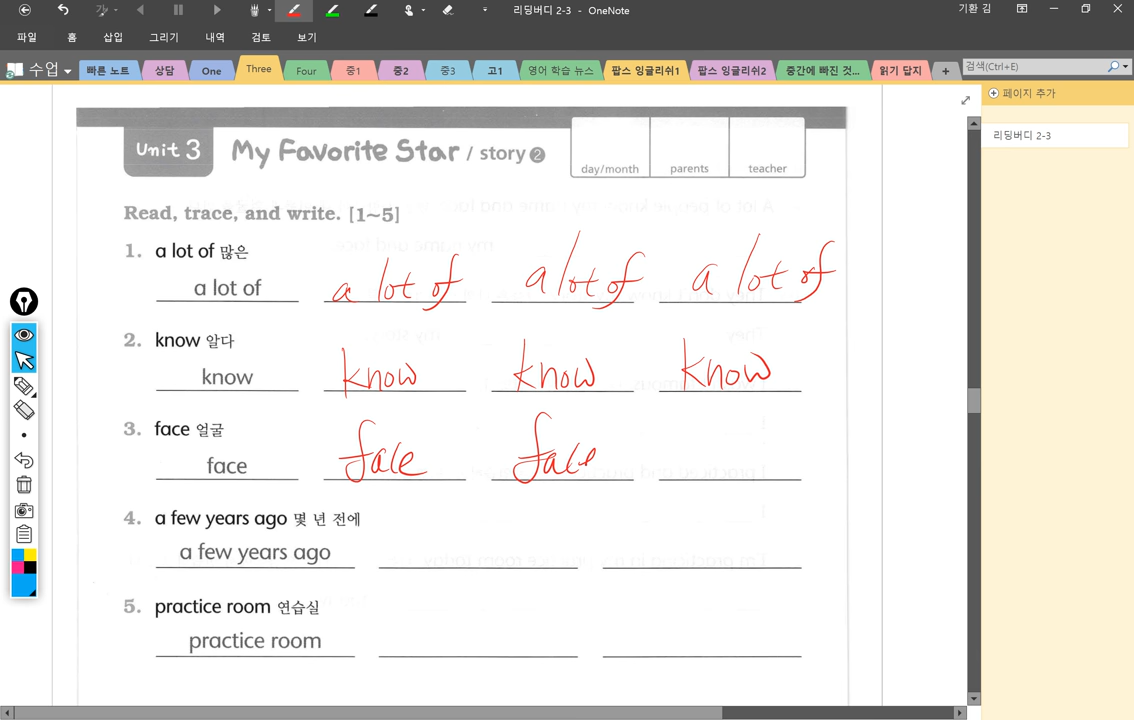 리딩버디 2-3 - OneNote
기환 김
파일 홈 삽입 그리기 내역 검토 보기
수업 빠른 노트 상담 One Three Four 중1 중2 중3 고1 영어 학습 뉴스 팝스 잉글리쉬1 팝스 잉글리쉬2 중간에 빠진 것... 읽기 답지 + 검색(Ctrl+E)
페이지 추가
리딩버디 2-3
Unit 3 My Favorite Star / story 2
day/month parents teacher
Read, trace, and write. [1~5]
1. a lot of 많은
a lot of a lot of a lot of a lot of
2. know 알다
know know know know
3. face 얼굴
face face face
4. a few years ago 몇 년 전에
a few years ago
5. practice room 연습실
practice room